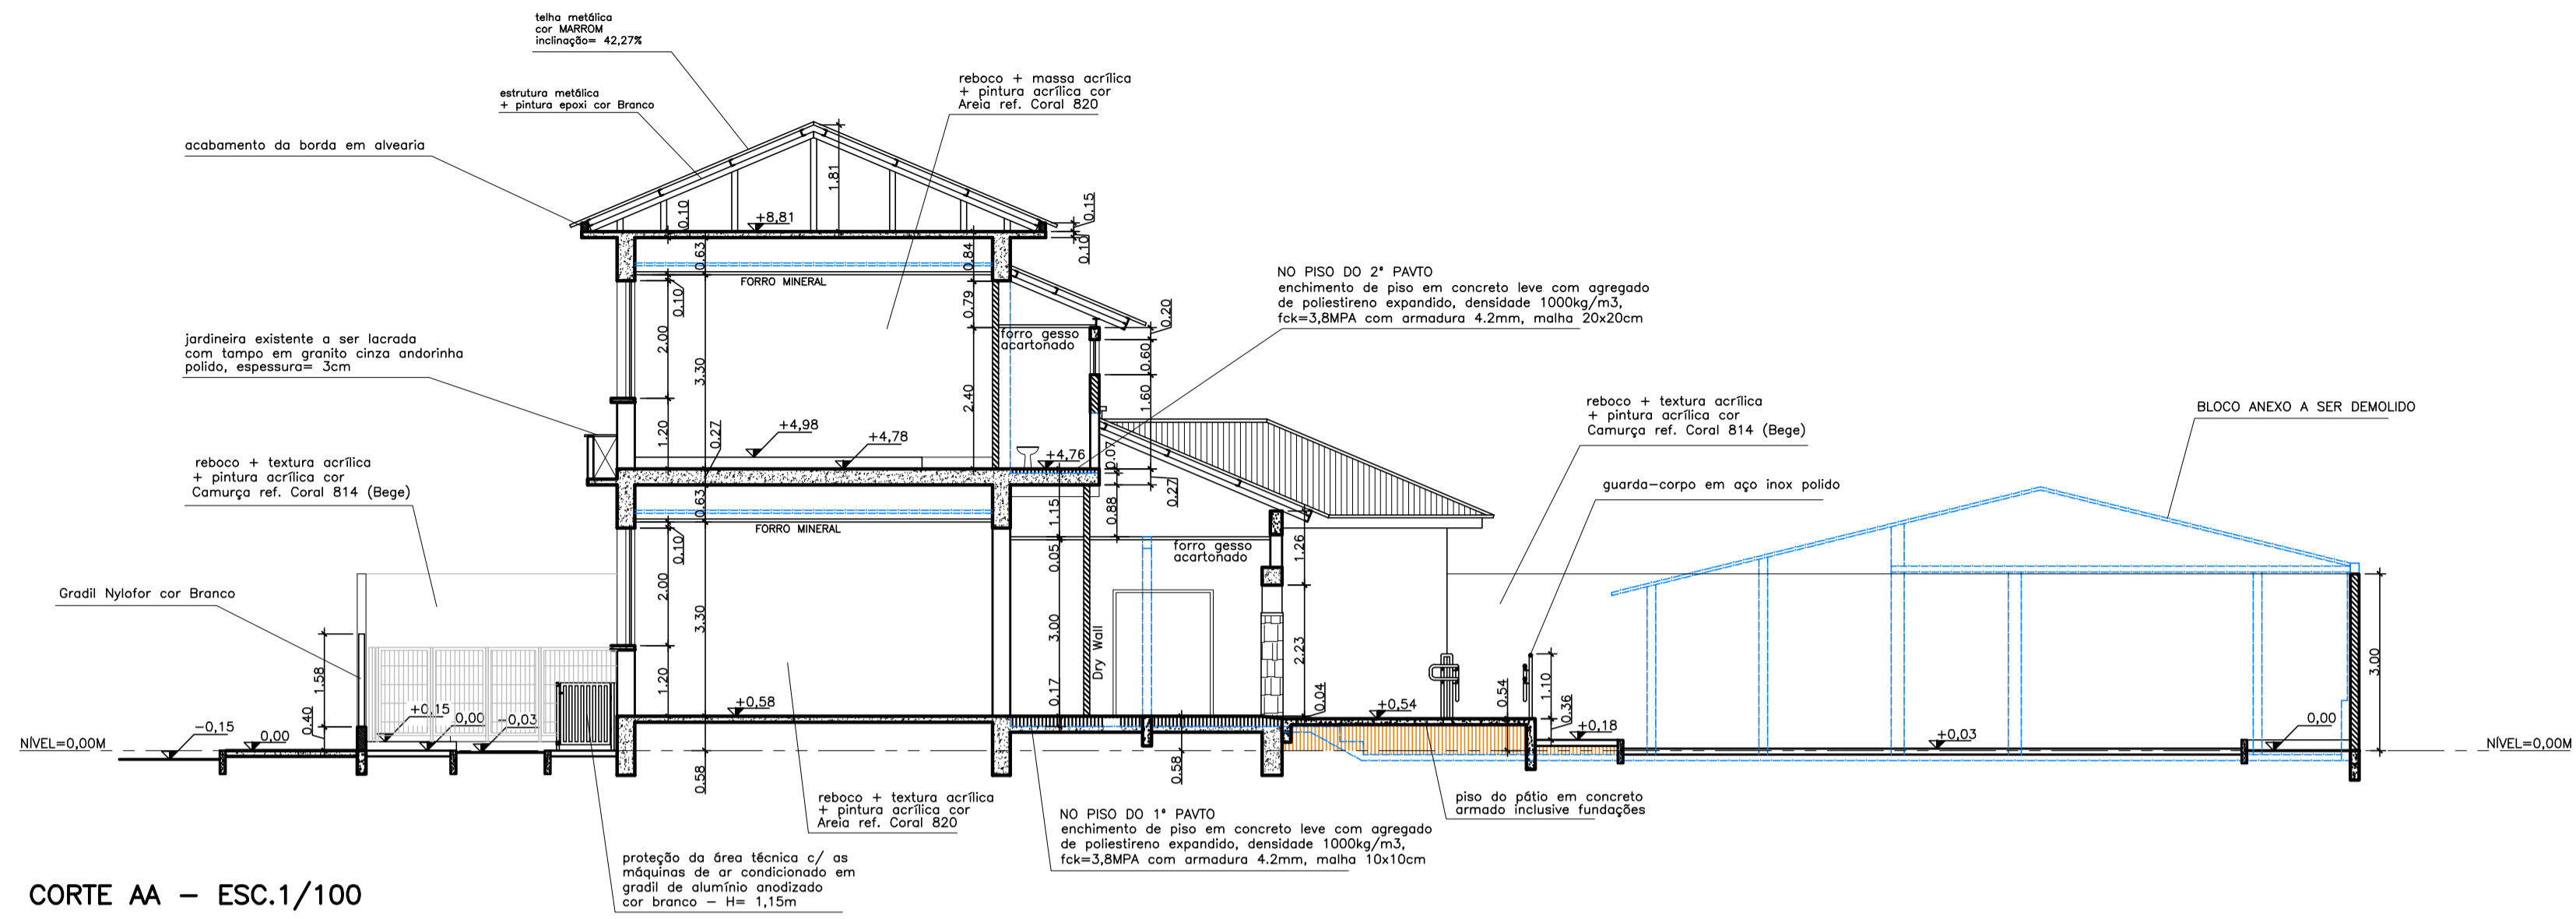 telha metálica
cor MARROM
inclinação= 42,27%
estrutura metálica
+ pintura epoxi cor Branco
acabamento da borda em alvearia
reboco + massa acrílica
+ pintura acrílica cor
Areia ref. Coral 820
1.81
0.10
+8,81
0.15
0.10
0.63
0.84
FORRO MINERAL
0.10
2.00
3.30
0.79
2.40
1.20
0.27
+4,98
+4,78
forro gesso
acartonado
0.20
0.60
1.60
+4,76
0.07
0.27
NO PISO DO 2° PAVTO
enchimento de piso em concreto leve com agregado
de poliestireno expandido, densidade 1000kg/m3,
fck=3,8MPA com armadura 4.2mm, malha 20x20cm
jardineira existente a ser lacrada
com tampo em granito cinza andorinha
polido, espessura= 3cm
reboco + textura acrílica
+ pintura acrílica cor
Camurça ref. Coral 814 (Bege)
reboco + textura acrílica
+ pintura acrílica cor
Camurça ref. Coral 814 (Bege)
BLOCO ANEXO A SER DEMOLIDO
guarda-corpo em aço inox polido
0.63
FORRO MINERAL
0.10
2.00
3.30
1.20
1.15
0.88
0.05
3.00
0.17
forro gesso
acartonado
Dry Wall
1.26
2.23
0.04
Gradil Nylofor cor Branco
1.58
0.40
+0,15
0,00
-0,03
-0,15
0,00
NÍVEL=0,00M
+0,58
0.58
0.58
+0,54
0.54
1.10
0.36
+0,18
+0,03
0,00
3.00
NÍVEL=0,00M
reboco + textura acrílica
+ pintura acrílica cor
Areia ref. Coral 820
NO PISO DO 1° PAVTO
enchimento de piso em concreto leve com agregado
de poliestireno expandido, densidade 1000kg/m3,
fck=3,8MPA com armadura 4.2mm, malha 10x10cm
piso do pátio em concreto
armado inclusive fundações
proteção da área técnica c/ as
máquinas de ar condicionado em
gradil de alumínio anodizado
cor branco - H= 1,15m
CORTE AA - ESC.1/100